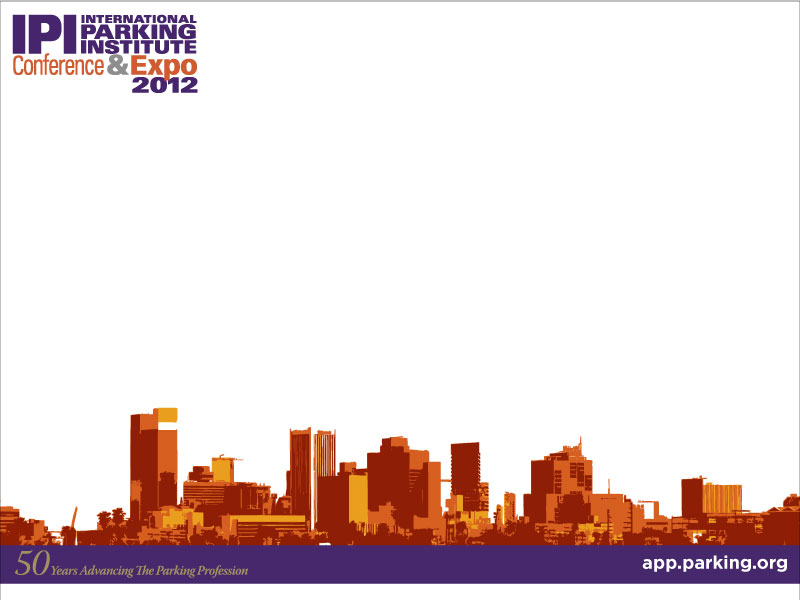 IPI INTERNATIONAL
PARKING
INSTITUTE
Conference & Expo
2012
50 Years Advancing The Parking Profession
app.parking.org